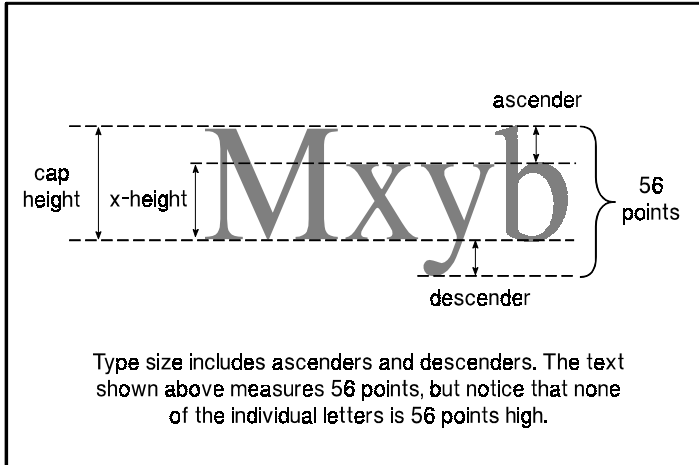 ascender
cap
height
x-height
Mxyb
56
points
descender
Type size includes ascenders and descenders. The text
shown above measures 56 points, but notice that none
of the individual letters is 56 points high.